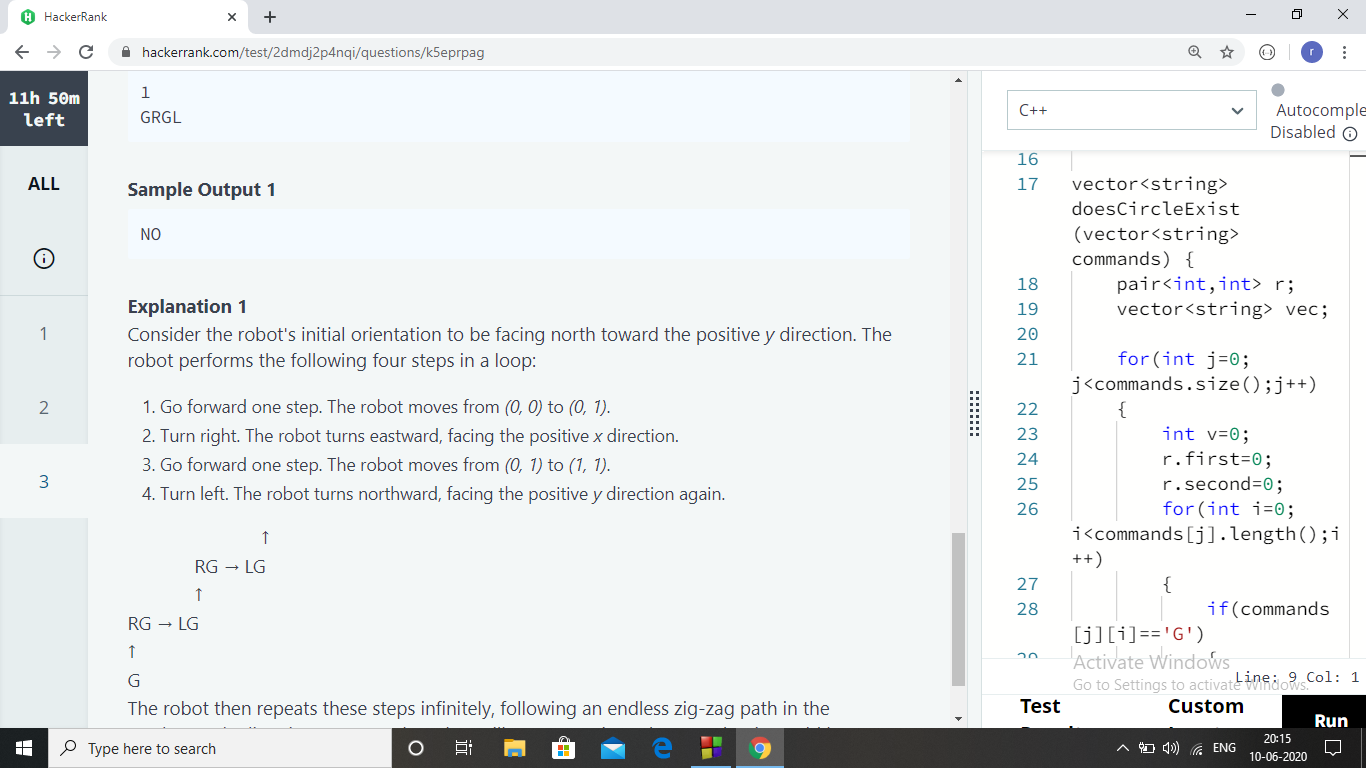 HackerRank
hackerrank.com/test/2dmdj2p4nqi/questions/k5eprpag
r
11h 50m
left
ALL
1
2
3
1
GRGL
Sample Output 1
NO
Explanation 1
Consider the robot's initial orientation to be facing north toward the positive y direction. The
robot performs the following four steps in a loop:
1. Go forward one step. The robot moves from (0, 0) to (0, 1).
2. Turn right. The robot turns eastward, facing the positive x direction.
3. Go forward one step. The robot moves from (0, 1) to (1, 1).
4. Turn left. The robot turns northward, facing the positive y direction again.
↑
RG → LG
↑
RG → LG
↑
G
The robot then repeats these steps infinitely, following an endless zig-zag path in the
C++
Autocomple
Disabled
16
17 vector<string>
doesCircleExist
(vector<string>
commands) {
18 pair<int,int> r;
19 vector<string> vec;
20
21 for(int j=0;
j<commands.size();j++)
22 {
23 int v=0;
24 r.first=0;
25 r.second=0;
26 for(int i=0;
i<commands[j].length();i
++)
27 {
28 if(commands
[j][i]=='G')
29 {
Activate Windows
Go to Settings to activate Windows.
Line: 9 Col: 1
Test
Custom
Run
Type here to search
ENG
20:15
10-06-2020